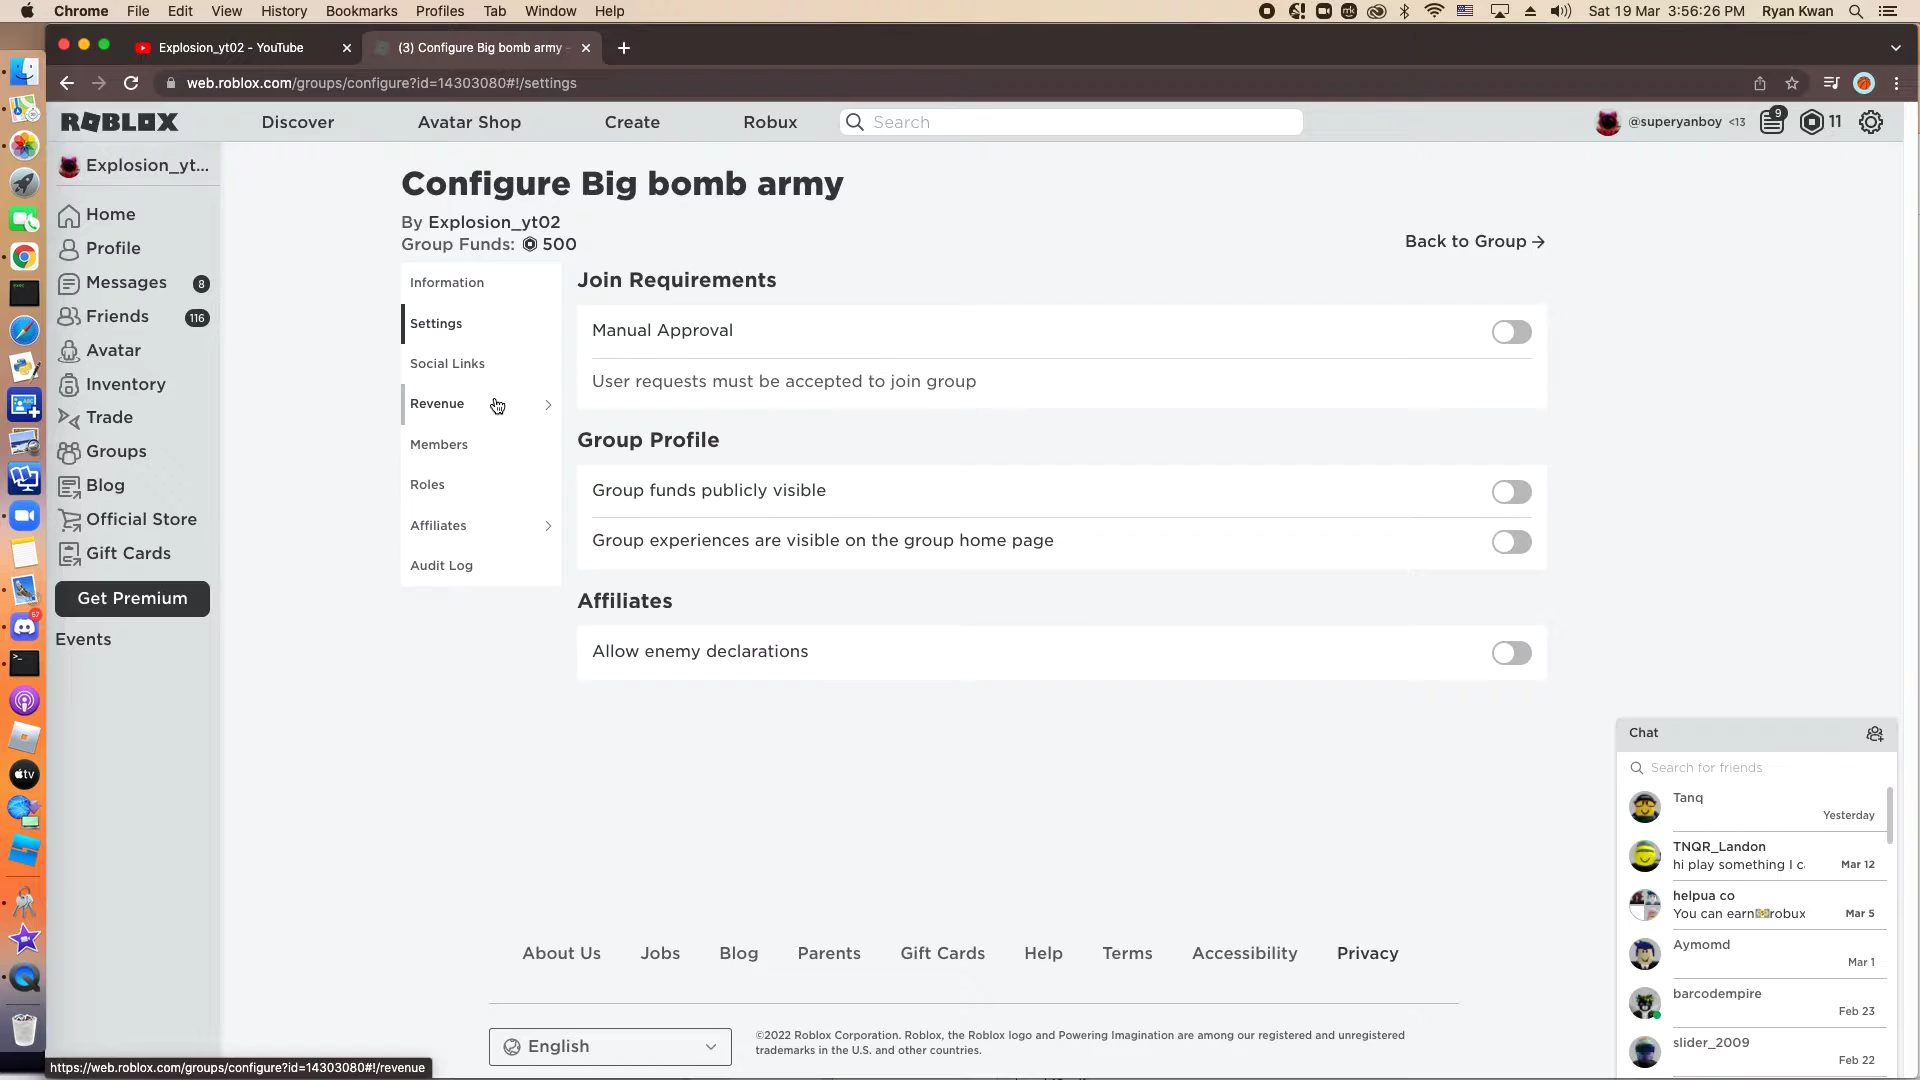 Chrome File Edit View History Bookmarks Profiles Tab Window Help Sat 19 Mar 3:56:26 PM Ryan Kwan
Explosion_yt02 - YouTube
(3) Configure Big bomb army -
web.roblox.com/groups/configure?id=14303080#!/settings
ROBLOX Discover Avatar Shop Create Robux Search @superyanboy <13 9 11
Explosion_yt...
Home
Profile
Messages 8
Friends 116
Avatar
Inventory
Trade
Groups
Blog
Official Store
Gift Cards
Get Premium
Events
Configure Big bomb army
By Explosion_yt02
Group Funds: 500
Back to Group
Information
Settings
Social Links
Revenue
Members
Roles
Affiliates
Audit Log
Join Requirements
Manual Approval
User requests must be accepted to join group
Group Profile
Group funds publicly visible
Group experiences are visible on the group home page
Affiliates
Allow enemy declarations
Chat
Search for friends
Tanq
Yesterday
TNQR_Landon
hi play something I c
Mar 12
helpua co
You can earn💵robux
Mar 5
Aymomd
Mar 1
barcodempire
Feb 23
slider_2009
Feb 22
About Us Jobs Blog Parents Gift Cards Help Terms Accessibility Privacy
English
©2022 Roblox Corporation. Roblox, the Roblox logo and Powering Imagination are among our registered and unregistered
trademarks in the U.S. and other countries.
https://web.roblox.com/groups/configure?id=14303080#!/revenue
57
tv